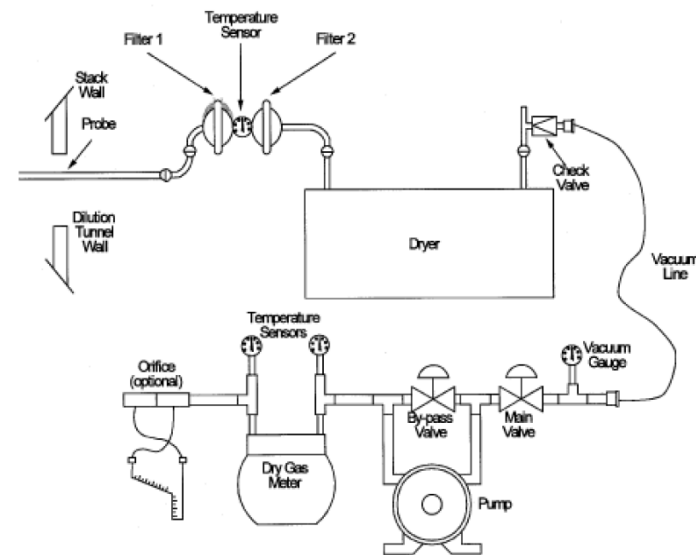 Temperature
Sensor
Filter 1
Filter 2
Stack
Wall
Probe
Check
Valve
Dilution
Tunnel
Wall
Dryer
Vacuum
Line
Temperature
Sensors
Orifice
(optional)
Vacuum
Gauge
By-pass
Valve
Main
Valve
Dry Gas
Meter
Pump